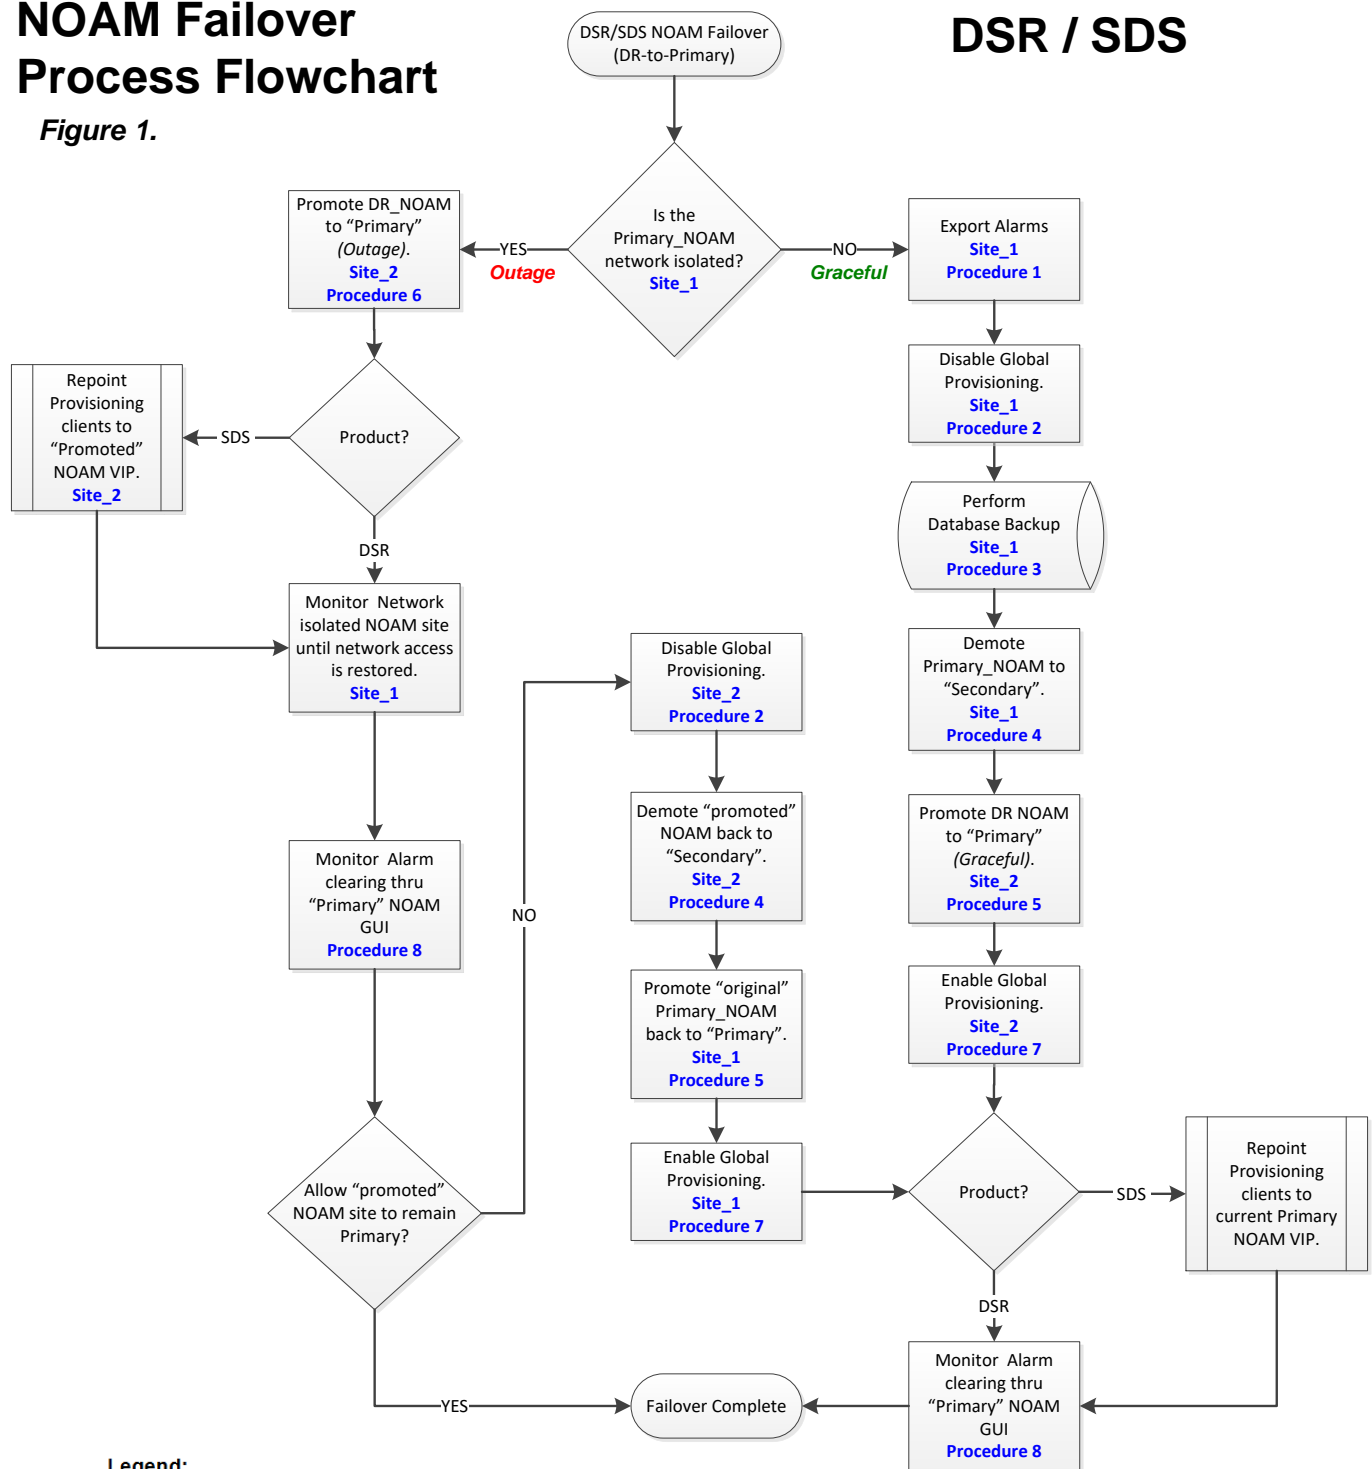 NOAM Failover
Process Flowchart
Figure 1.
DSR / SDS
DSR/SDS NOAM Failover
(DR-to-Primary)
Is the
Primary_NOAM
network isolated?
Site_1
YES
Outage
NO
Graceful
Promote DR_NOAM
to “Primary”
(Outage).
Site_2
Procedure 6
Product?
SDS
Repoint
Provisioning
clients to
“Promoted”
NOAM VIP.
Site_2
DSR
Monitor Network
isolated NOAM site
until network access
is restored.
Site_1
Monitor Alarm
clearing thru
“Primary” NOAM
GUI
Procedure 8
Allow “promoted”
NOAM site to remain
Primary?
NO
YES
Disable Global
Provisioning.
Site_2
Procedure 2
Demote “promoted”
NOAM back to
“Secondary”.
Site_2
Procedure 4
Promote “original”
Primary_NOAM
back to “Primary”.
Site_1
Procedure 5
Enable Global
Provisioning.
Site_1
Procedure 7
Export Alarms
Site_1
Procedure 1
Disable Global
Provisioning.
Site_1
Procedure 2
Perform
Database Backup
Site_1
Procedure 3
Demote
Primary_NOAM to
“Secondary”.
Site_1
Procedure 4
Promote DR NOAM
to “Primary”
(Graceful).
Site_2
Procedure 5
Enable Global
Provisioning.
Site_2
Procedure 7
Product?
SDS
Repoint
Provisioning
clients to
current Primary
NOAM VIP.
DSR
Monitor Alarm
clearing thru
“Primary” NOAM
GUI
Procedure 8
Failover Complete
Legend: